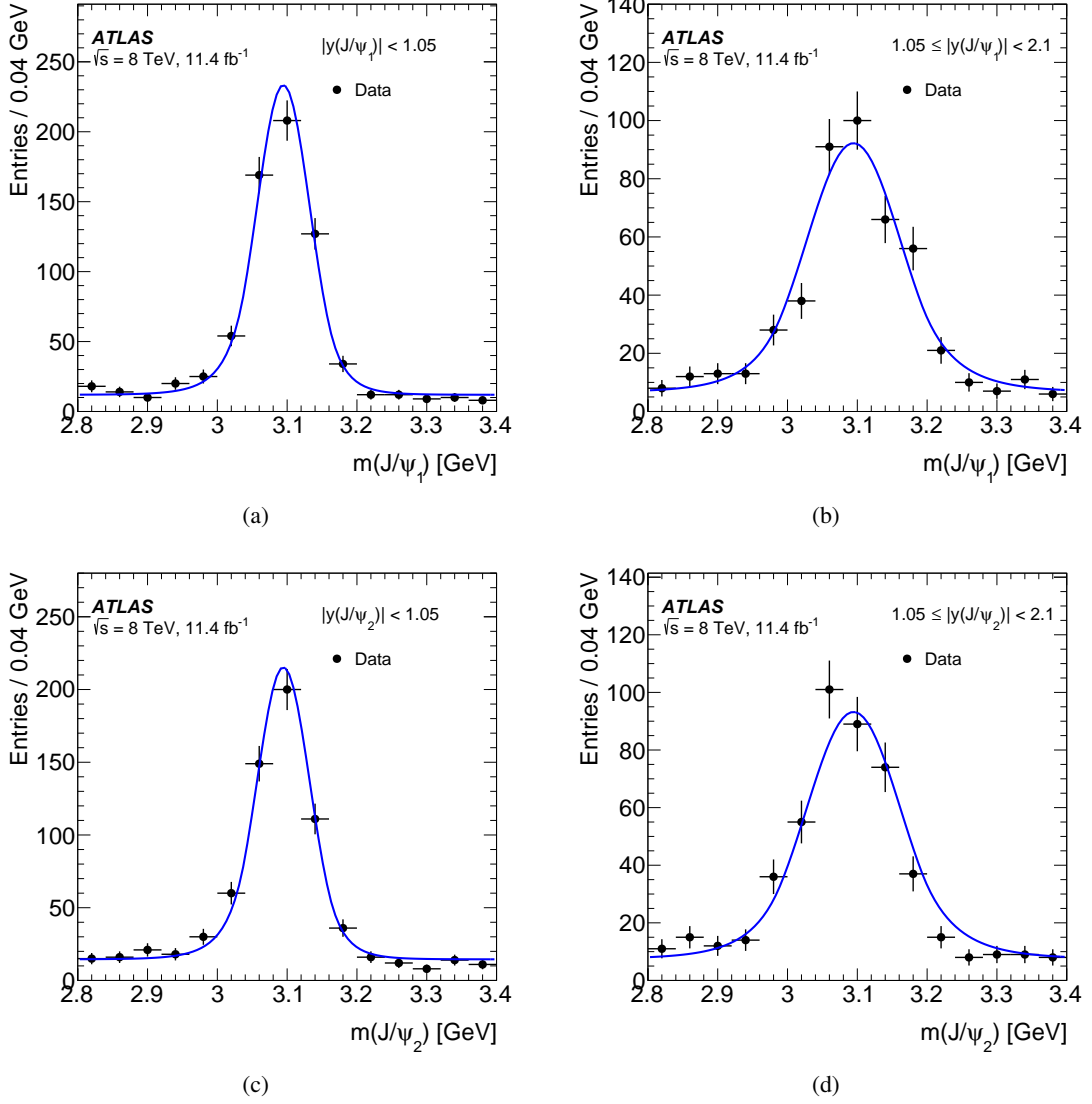 ATLAS
√s = 8 TeV, 11.4 fb⁻¹
|y(J/ψ₁)| < 1.05
Data
Entries / 0.04 GeV
250
200
150
100
50
0
2.8 2.9 3 3.1 3.2 3.3 3.4
m(J/ψ₁) [GeV]
(a)
ATLAS
√s = 8 TeV, 11.4 fb⁻¹
1.05 ≤ |y(J/ψ₁)| < 2.1
Data
Entries / 0.04 GeV
140
120
100
80
60
40
20
0
2.8 2.9 3 3.1 3.2 3.3 3.4
m(J/ψ₁) [GeV]
(b)
ATLAS
√s = 8 TeV, 11.4 fb⁻¹
|y(J/ψ₂)| < 1.05
Data
Entries / 0.04 GeV
250
200
150
100
50
0
2.8 2.9 3 3.1 3.2 3.3 3.4
m(J/ψ₂) [GeV]
(c)
ATLAS
√s = 8 TeV, 11.4 fb⁻¹
1.05 ≤ |y(J/ψ₂)| < 2.1
Data
Entries / 0.04 GeV
140
120
100
80
60
40
20
0
2.8 2.9 3 3.1 3.2 3.3 3.4
m(J/ψ₂) [GeV]
(d)